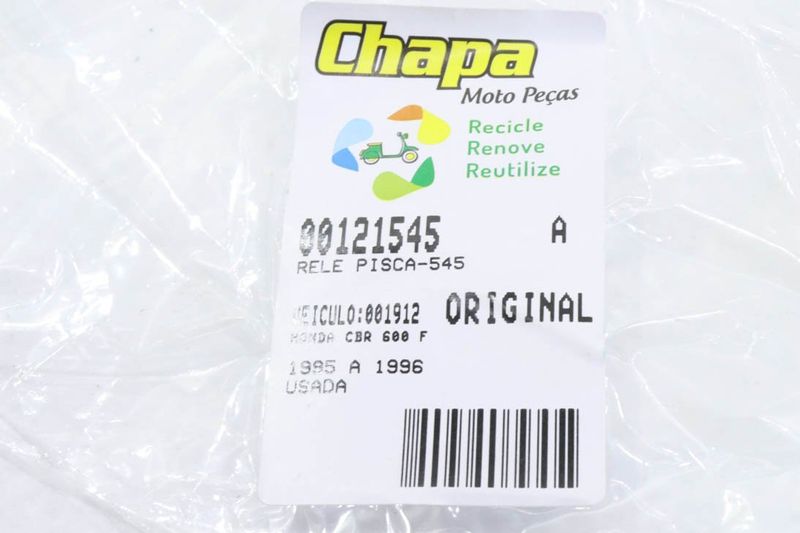 Chapa
Moto Peças
Recicle
Renove
Reutilize
00121545 A
RELE PISCA-545
VEICULO:001912 ORIGINAL
HONDA CBR 600 F
1995 A 1996
USADA